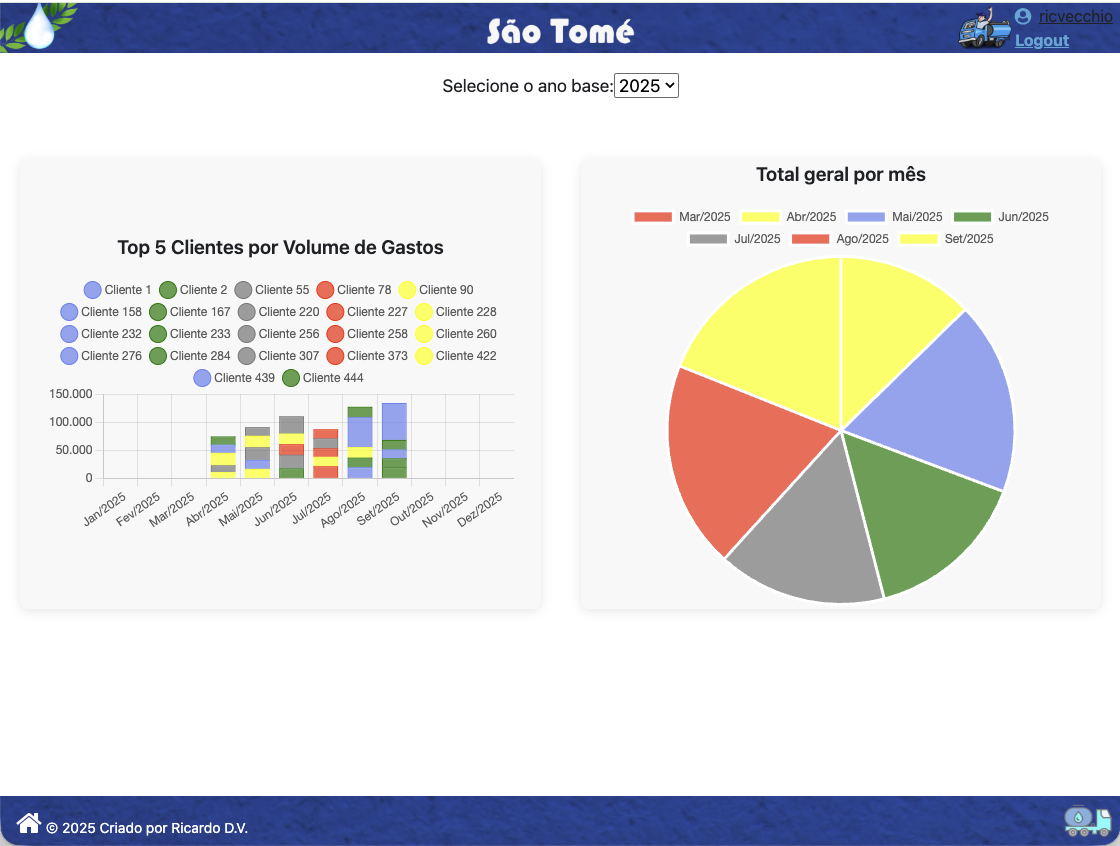 São Tomé
ricvecchio
Logout
Selecione o ano base: 2025
Top 5 Clientes por Volume de Gastos
Cliente 1 Cliente 2 Cliente 55 Cliente 78 Cliente 90
Cliente 158 Cliente 167 Cliente 220 Cliente 227 Cliente 228
Cliente 232 Cliente 233 Cliente 256 Cliente 258 Cliente 260
Cliente 276 Cliente 284 Cliente 307 Cliente 373 Cliente 422
Cliente 439 Cliente 444
150.000
100.000
50.000
0
Jan/2025 Fev/2025 Mar/2025 Abr/2025 Mai/2025 Jun/2025 Jul/2025 Ago/2025 Set/2025 Out/2025 Nov/2025 Dez/2025
Total geral por mês
Mar/2025 Abr/2025 Mai/2025 Jun/2025
Jul/2025 Ago/2025 Set/2025
© 2025 Criado por Ricardo D.V.